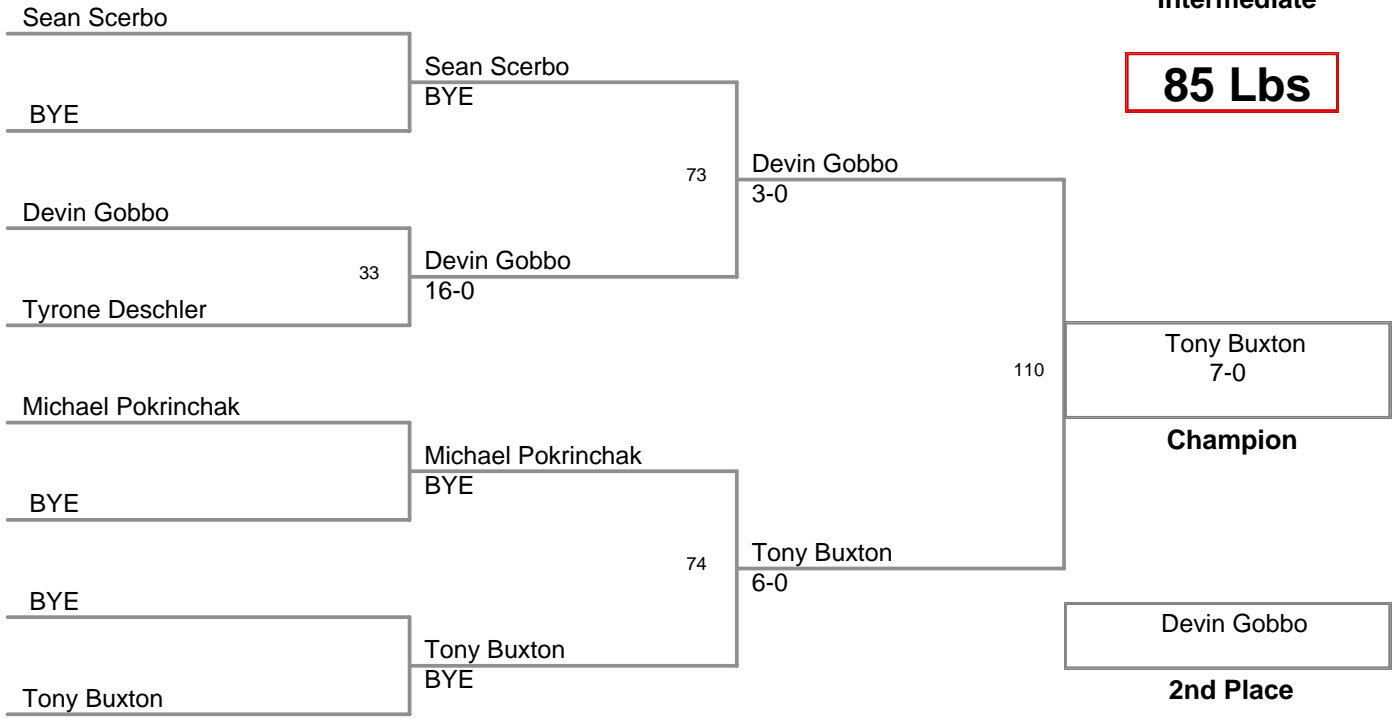 Intermediate
85 Lbs
Sean Scerbo
BYE
Devin Gobbo
Tyrone Deschler
Michael Pokrinchak
BYE
BYE
Tony Buxton
33
Sean Scerbo
BYE
Devin Gobbo
16-0
Michael Pokrinchak
BYE
Tony Buxton
BYE
73
74
Devin Gobbo
3-0
Tony Buxton
6-0
110
Tony Buxton
7-0
Champion
Devin Gobbo
2nd Place